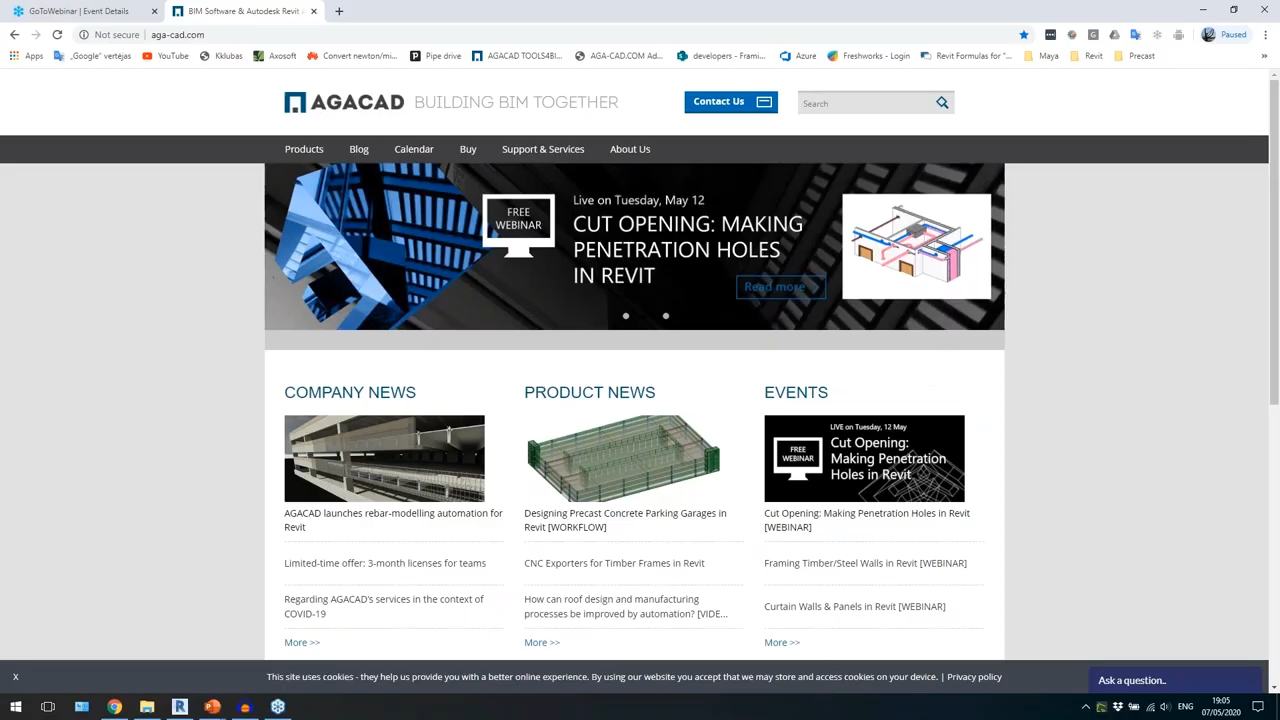 GoToWebinar | Event Details
BIM Software & Autodesk Revit A
Not secure | aga-cad.com
Paused
Apps
„Google“ vertėjas
YouTube
Kklubas
Axosoft
Convert newton/mi...
Pipe drive
AGACAD TOOLS4BI...
AGA-CAD.COM Ad...
developers - Frami...
Azure
Freshworks - Login
Revit Formulas for "...
Maya
Revit
Precast
AGACAD BUILDING BIM TOGETHER
Contact Us
Search
Products
Blog
Calendar
Buy
Support & Services
About Us
FREE
WEBINAR
Live on Tuesday, May 12
CUT OPENING: MAKING
PENETRATION HOLES
IN REVIT
Read more
COMPANY NEWS
AGACAD launches rebar-modelling automation for
Revit
Limited-time offer: 3-month licenses for teams
Regarding AGACAD's services in the context of
COVID-19
More >>
PRODUCT NEWS
Designing Precast Concrete Parking Garages in
Revit [WORKFLOW]
CNC Exporters for Timber Frames in Revit
How can roof design and manufacturing
processes be improved by automation? [VIDE...
More >>
EVENTS
FREE
WEBINAR
LIVE on Tuesday, 12 May
Cut Opening:
Making Penetration
Holes in Revit
Cut Opening: Making Penetration Holes in Revit
[WEBINAR]
Framing Timber/Steel Walls in Revit [WEBINAR]
Curtain Walls & Panels in Revit [WEBINAR]
More >>
X
This site uses cookies - they help us provide you with a better online experience. By using our website you accept that we may store and access cookies on your device. | Privacy policy
Ask a question..
ENG
19:05
07/05/2020